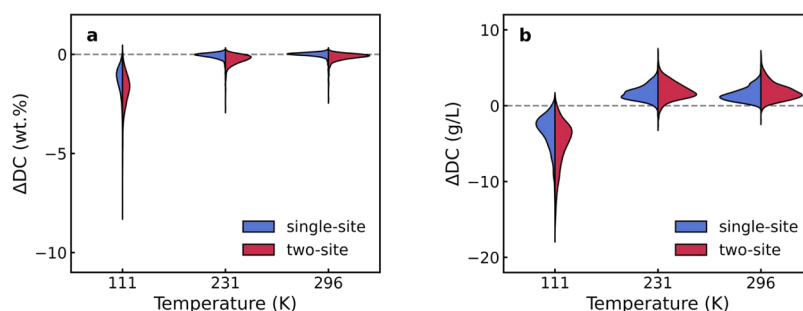 a
ΔDC (wt.%)
0
−5
−10
single-site
two-site
111
231
296
Temperature (K)
b
ΔDC (g/L)
10
0
−10
−20
single-site
two-site
111
231
296
Temperature (K)